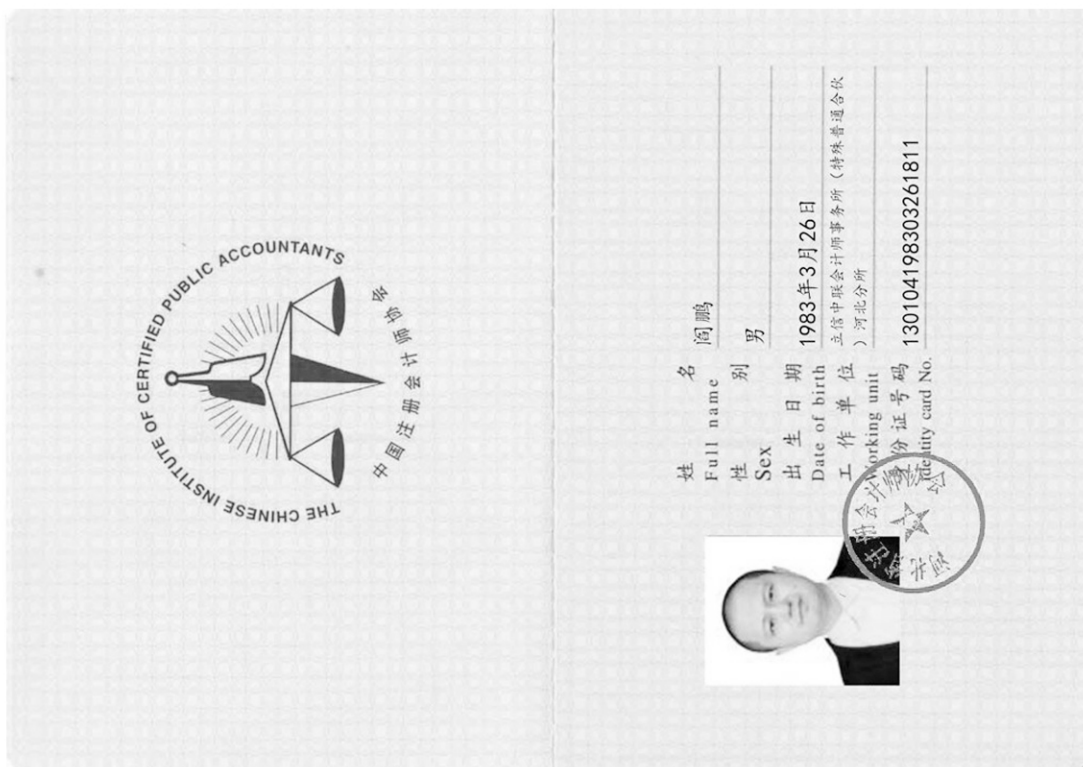 THE CHINESE INSTITUTE OF CERTIFIED PUBLIC ACCOUNTANTS
中国注册会计师协会
姓名 阎鹏
Full name
性别 男
Sex
出生日期 1983年3月26日
Date of birth
工作单位 立信中联会计师事务所（特殊普通合伙
Working unit ）河北分所
身份证号码 130104198303261811
Identity card No.